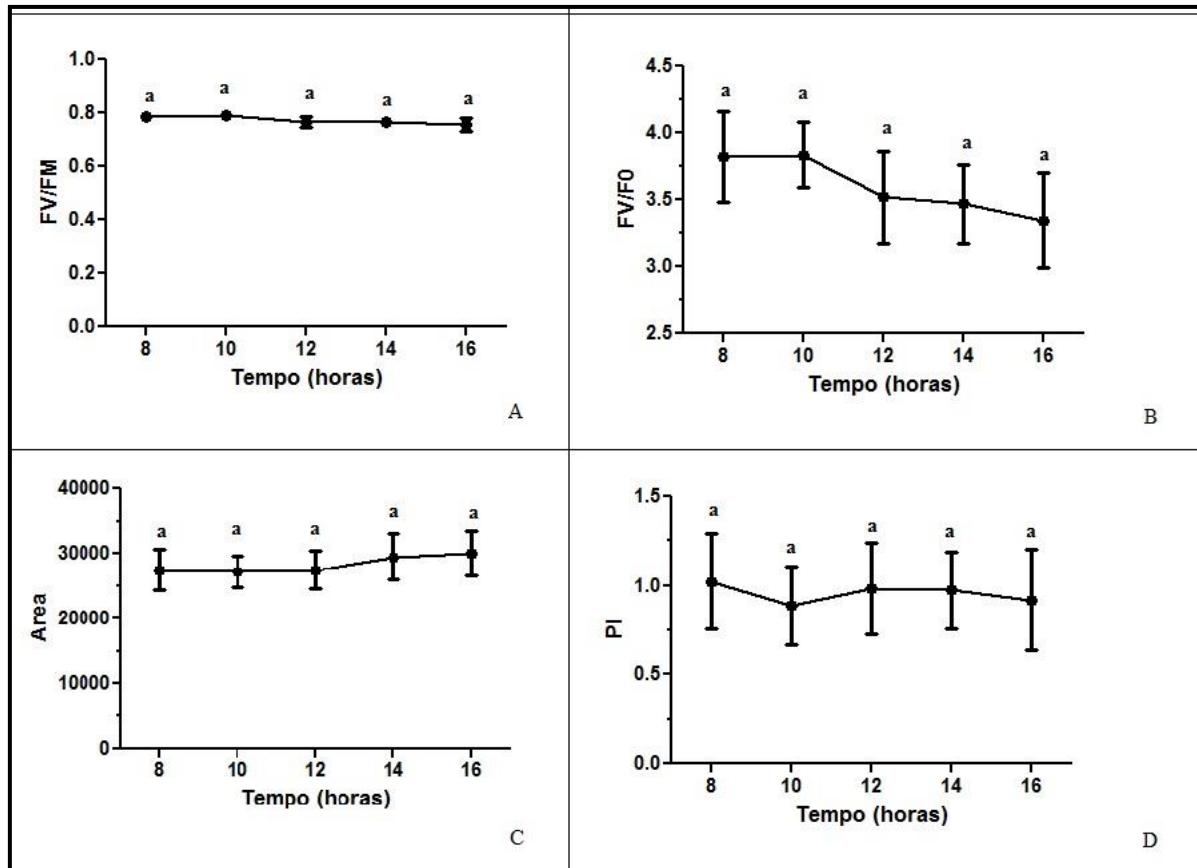 1.0
0.8
0.6
0.4
0.2
0.0
FV/FM
a a a a a
8 10 12 14 16
Tempo (horas)
A
4.5
4.0
3.5
3.0
2.5
FV/F0
a a a a a
8 10 12 14 16
Tempo (horas)
B
40000
30000
20000
10000
0
Area
a a a a a
8 10 12 14 16
Tempo (horas)
C
1.5
1.0
0.5
0.0
PI
a a a a a
8 10 12 14 16
Tempo (horas)
D